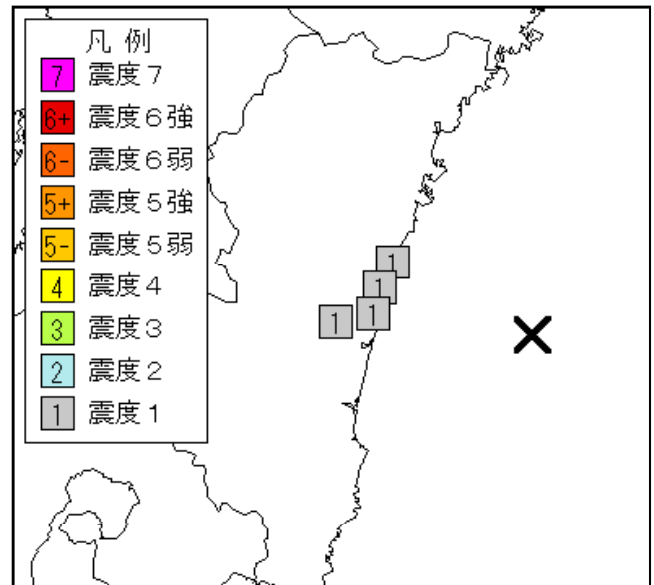 凡 例
7 震度７
6+ 震度６強
6- 震度６弱
5+ 震度５強
5- 震度５弱
4 震度４
3 震度３
2 震度２
1 震度１
1
1
1
1